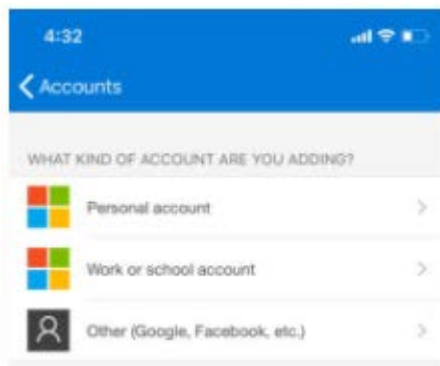 4:32
Accounts
WHAT KIND OF ACCOUNT ARE YOU ADDING?
Personal account
Work or school account
Other (Google, Facebook, etc.)